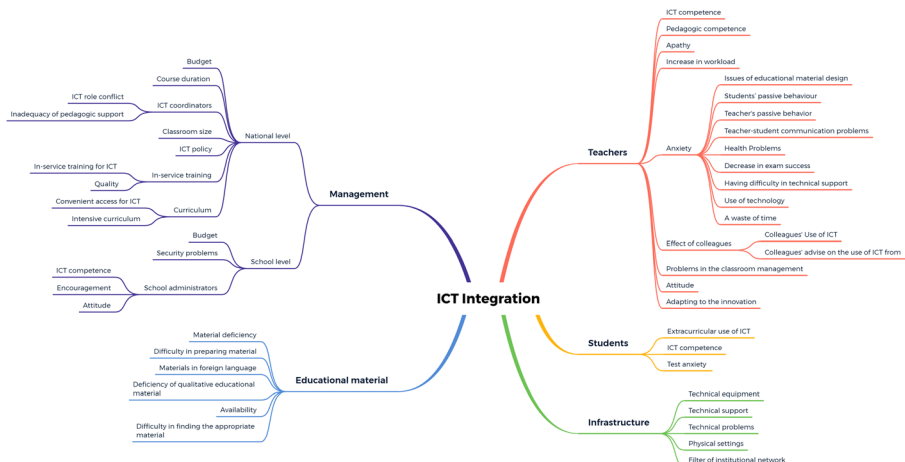 ICT Integration
Management
National level
Budget
Course duration
ICT coordinators
ICT role conflict
Inadequacy of pedagogic support
Classroom size
ICT policy
In-service training
In-service training for ICT
Quality
Curriculum
Convenient access for ICT
Intensive curriculum
School level
Budget
Security problems
School administrators
ICT competence
Encouragement
Attitude
Educational material
Material deficiency
Difficulty in preparing material
Materials in foreign language
Deficiency of qualitative educational
material
Availability
Difficulty in finding the appropriate
material
Teachers
ICT competence
Pedagogic competence
Apathy
Increase in workload
Anxiety
Issues of educational material design
Students' passive behaviour
Teacher's passive behavior
Teacher-student communication problems
Health Problems
Decrease in exam success
Having difficulty in technical support
Use of technology
A waste of time
Effect of colleagues
Colleagues' Use of ICT
Colleagues' advise on the use of ICT from
Problems in the classroom management
Attitude
Adapting to the innovation
Students
Extracurricular use of ICT
ICT competence
Test anxiety
Infrastructure
Technical equipment
Technical support
Technical problems
Physical settings
Filter of institutional network